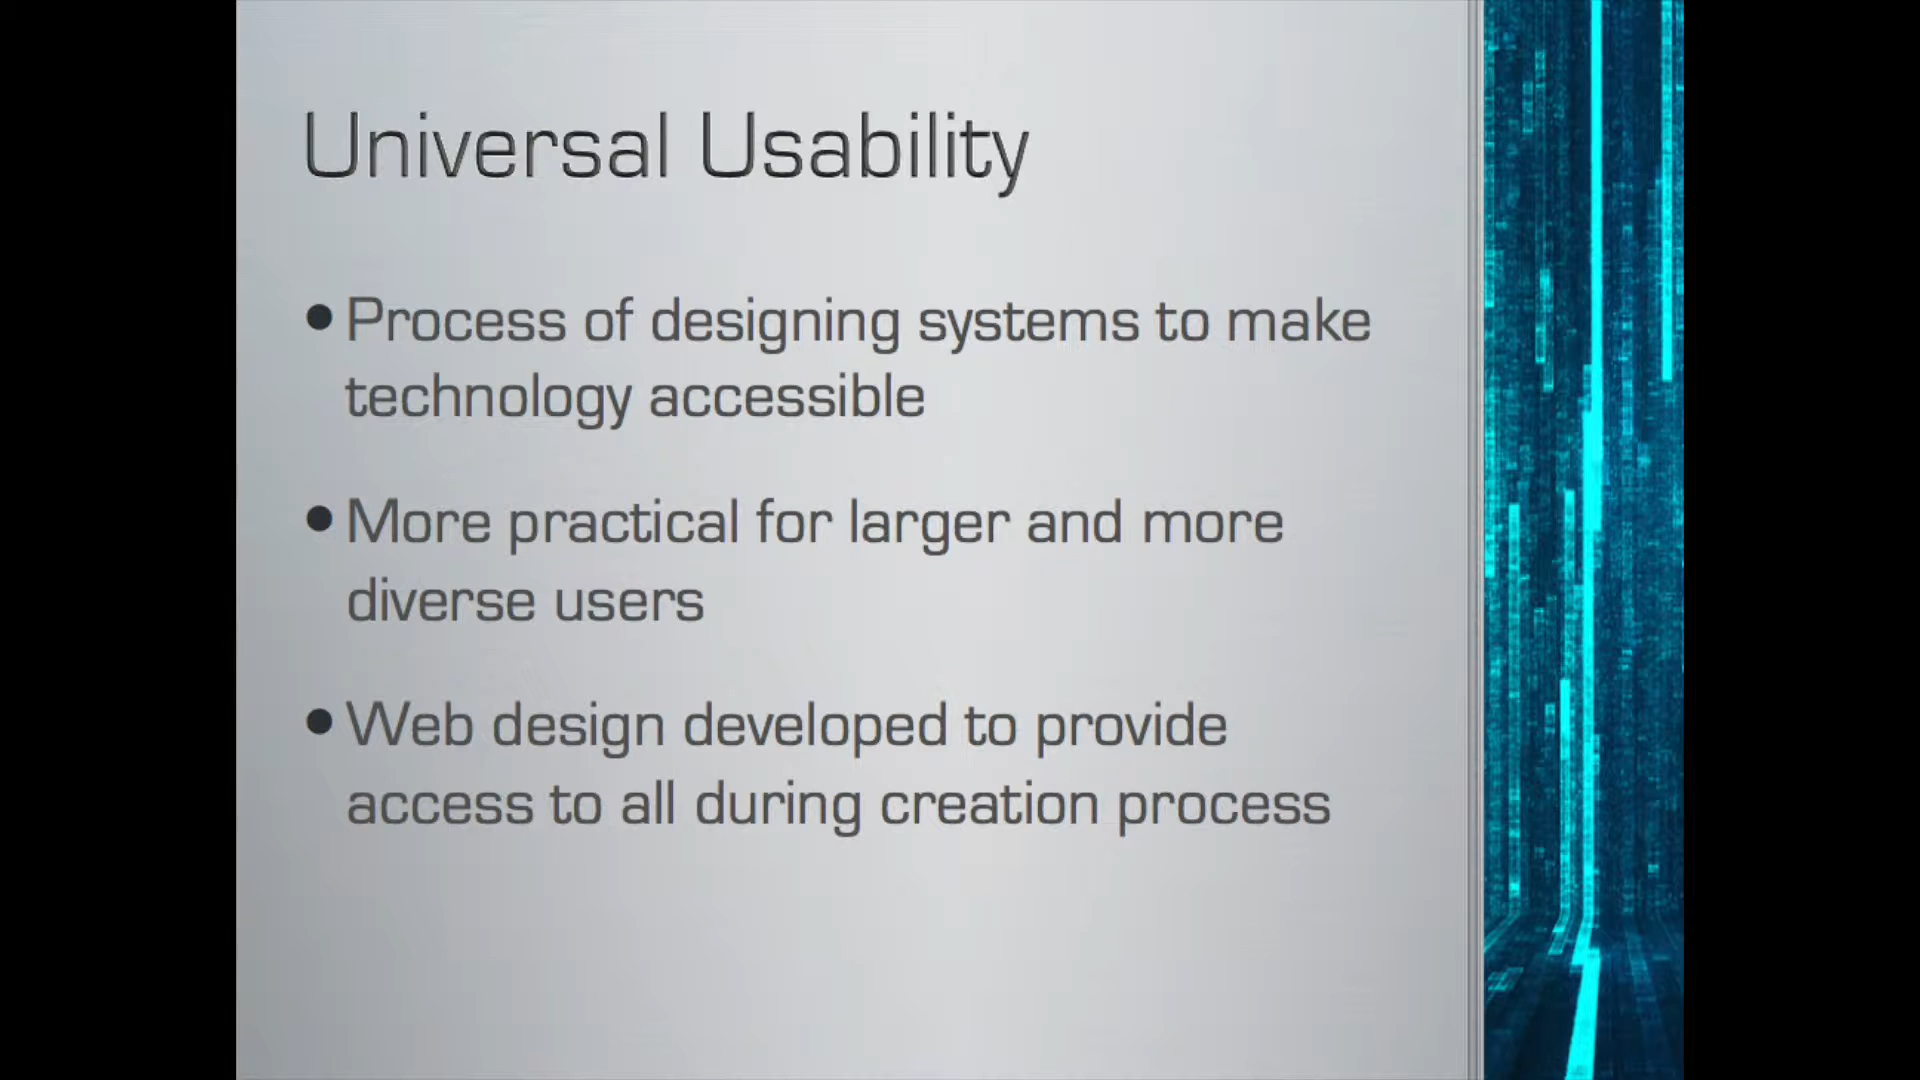 Universal Usability
• Process of designing systems to make
technology accessible
• More practical for larger and more
diverse users
• Web design developed to provide
access to all during creation process